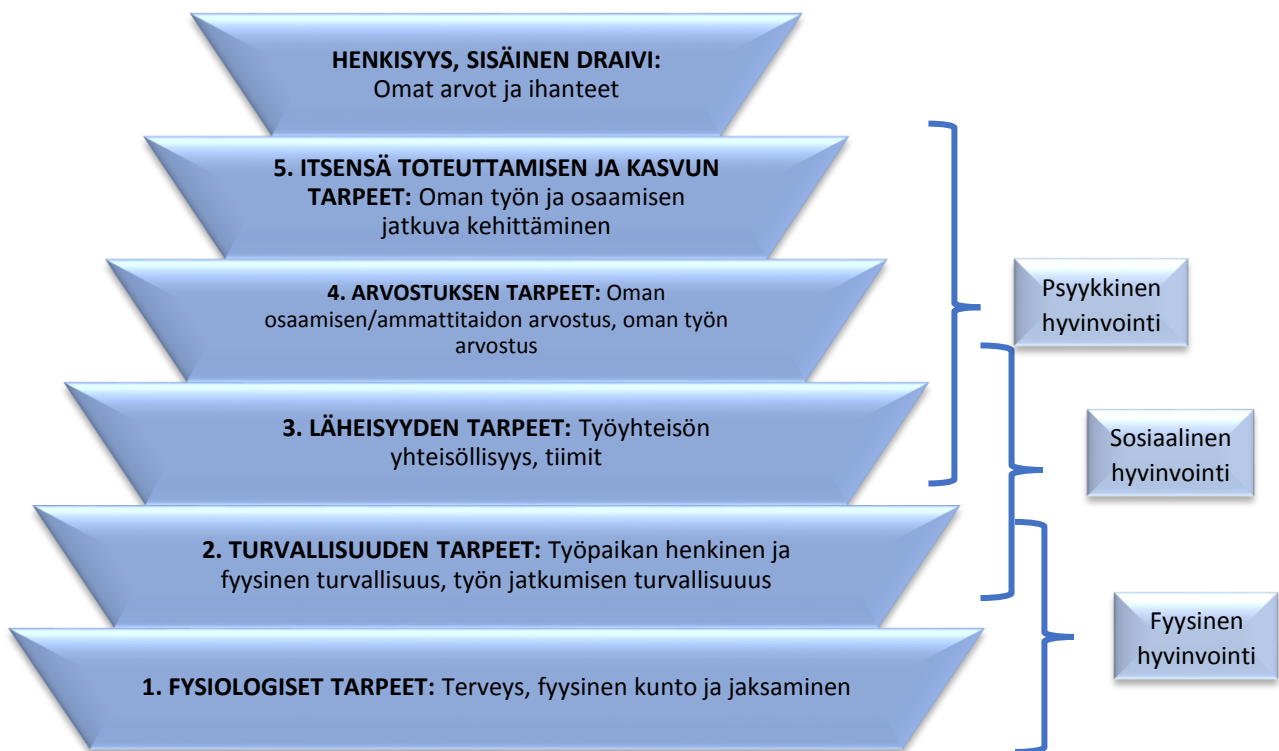 HENKISYYS, SISÄINEN DRAIVI:
Omat arvot ja ihanteet
5. ITSENSÄ TOTEUTTAMISEN JA KASVUN
TARPEET: Oman työn ja osaamisen
jatkuva kehittäminen
4. ARVOSTUKSEN TARPEET: Oman
osaamisen/ammattitaidon arvostus, oman työn
arvostus
3. LÄHEISYYDEN TARPEET: Työyhteisön
yhteisöllisyys, tiimit
2. TURVALLISUUDEN TARPEET: Työpaikan henkinen ja
fyysinen turvallisuus, työn jatkumisen turvallisuuus
1. FYSIOLOGISET TARPEET: Terveys, fyysinen kunto ja jaksaminen
Psyykkinen
hyvinvointi
Sosiaalinen
hyvinvointi
Fyysinen
hyvinvointi